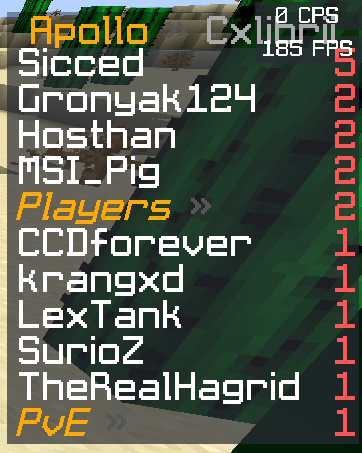 0 CPS
Apollo » Cxlibrii
185 FPS
Sicced 5
Gronyak124 2
Hosthan 2
MSI_Pig 2
Players » 2
CCDforever 1
krangxd 1
LexTank 1
SurioZ 1
TheRealHagrid 1
PvE » 1